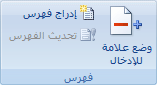 وضع علامة
للإدخال
إدراج فهرس
تحديث الفهرس
فهرس